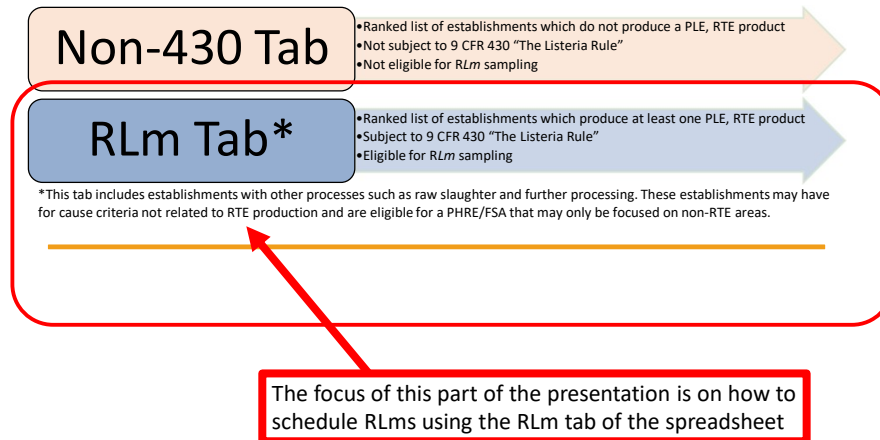 Non-430 Tab
•Ranked list of establishments which do not produce a PLE, RTE product
•Not subject to 9 CFR 430 “The Listeria Rule”
•Not eligible for RLm sampling
RLm Tab*
•Ranked list of establishments which produce at least one PLE, RTE product
•Subject to 9 CFR 430 “The Listeria Rule”
•Eligible for RLm sampling
*This tab includes establishments with other processes such as raw slaughter and further processing. These establishments may have
for cause criteria not related to RTE production and are eligible for a PHRE/FSA that may only be focused on non-RTE areas.
The focus of this part of the presentation is on how to
schedule RLms using the RLm tab of the spreadsheet